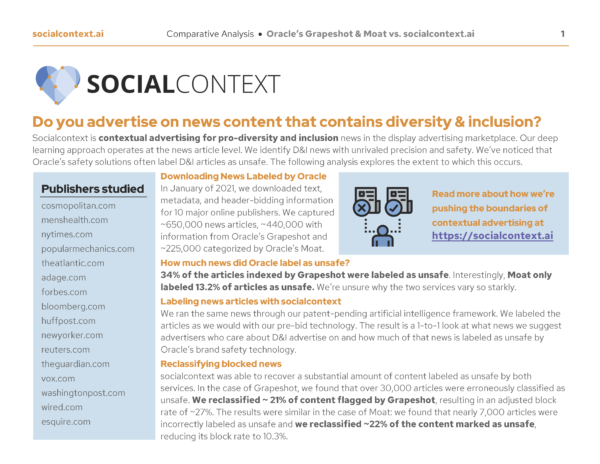 socialcontext.ai Comparative Analysis • Oracle's Grapeshot & Moat vs. socialcontext.ai 1
SOCIALCONTEXT
Do you advertise on news content that contains diversity & inclusion?
Socialcontext is contextual advertising for pro-diversity and inclusion news in the display advertising marketplace. Our deep
learning approach operates at the news article level. We identify D&I news with unrivaled precision and safety. We've noticed that
Oracle's safety solutions often label D&I articles as unsafe. The following analysis explores the extent to which this occurs.
Publishers studied
cosmopolitan.com
menshealth.com
nytimes.com
popularmechanics.com
theatlantic.com
adage.com
forbes.com
bloomberg.com
huffpost.com
newyorker.com
reuters.com
theguardian.com
vox.com
washingtonpost.com
wired.com
esquire.com
Downloading News Labeled by Oracle
In January of 2021, we downloaded text,
metadata, and header-bidding information
for 10 major online publishers. We captured
~650,000 news articles, ~440,000 with
information from Oracle's Grapeshot and
~225,000 categorized by Oracle's Moat.
Read more about how we're
pushing the boundaries of
contextual advertising at
https://socialcontext.ai
How much news did Oracle label as unsafe?
34% of the articles indexed by Grapeshot were labeled as unsafe. Interestingly, Moat only
labeled 13.2% of articles as unsafe. We're unsure why the two services vary so starkly.
Labeling news articles with socialcontext
We ran the same news through our patent-pending artificial intelligence framework. We labeled the
articles as we would with our pre-bid technology. The result is a 1-to-1 look at what news we suggest
advertisers who care about D&I advertise on and how much of that news is labeled as unsafe by
Oracle's brand safety technology.
Reclassifying blocked news
socialcontext was able to recover a substantial amount of content labeled as unsafe by both
services. In the case of Grapeshot, we found that over 30,000 articles were erroneously classified as
unsafe. We reclassified ~ 21% of content flagged by Grapeshot, resulting in an adjusted block
rate of ~27%. The results were similar in the case of Moat: we found that nearly 7,000 articles were
incorrectly labeled as unsafe and we reclassified ~22% of the content marked as unsafe,
reducing its block rate to 10.3%.